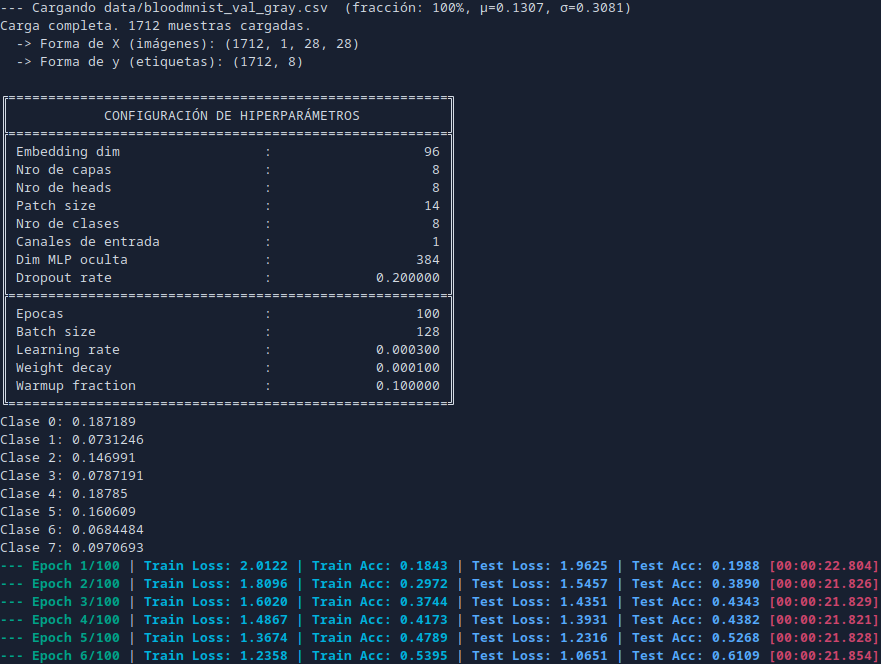 --- Cargando data/bloodmnist_val_gray.csv  (fracción: 100%, μ=0.1307, σ=0.3081)
Carga completa. 1712 muestras cargadas.
  -> Forma de X (imágenes): (1712, 1, 28, 28)
  -> Forma de y (etiquetas): (1712, 8)
CONFIGURACIÓN DE HIPERPARÁMETROS
Embedding dim : 96
Nro de capas : 8
Nro de heads : 8
Patch size : 14
Nro de clases : 8
Canales de entrada : 1
Dim MLP oculta : 384
Dropout rate : 0.200000
Epocas : 100
Batch size : 128
Learning rate : 0.000300
Weight decay : 0.000100
Warmup fraction : 0.100000
Clase 0: 0.187189
Clase 1: 0.0731246
Clase 2: 0.146991
Clase 3: 0.0787191
Clase 4: 0.18785
Clase 5: 0.160609
Clase 6: 0.0684484
Clase 7: 0.0970693
--- Epoch 1/100 | Train Loss: 2.0122 | Train Acc: 0.1843 | Test Loss: 1.9625 | Test Acc: 0.1988 [00:00:22.804]
--- Epoch 2/100 | Train Loss: 1.8096 | Train Acc: 0.2972 | Test Loss: 1.5457 | Test Acc: 0.3890 [00:00:21.826]
--- Epoch 3/100 | Train Loss: 1.6020 | Train Acc: 0.3744 | Test Loss: 1.4351 | Test Acc: 0.4343 [00:00:21.829]
--- Epoch 4/100 | Train Loss: 1.4867 | Train Acc: 0.4173 | Test Loss: 1.3931 | Test Acc: 0.4382 [00:00:21.821]
--- Epoch 5/100 | Train Loss: 1.3674 | Train Acc: 0.4789 | Test Loss: 1.2316 | Test Acc: 0.5268 [00:00:21.828]
--- Epoch 6/100 | Train Loss: 1.2358 | Train Acc: 0.5395 | Test Loss: 1.0651 | Test Acc: 0.6109 [00:00:21.854]